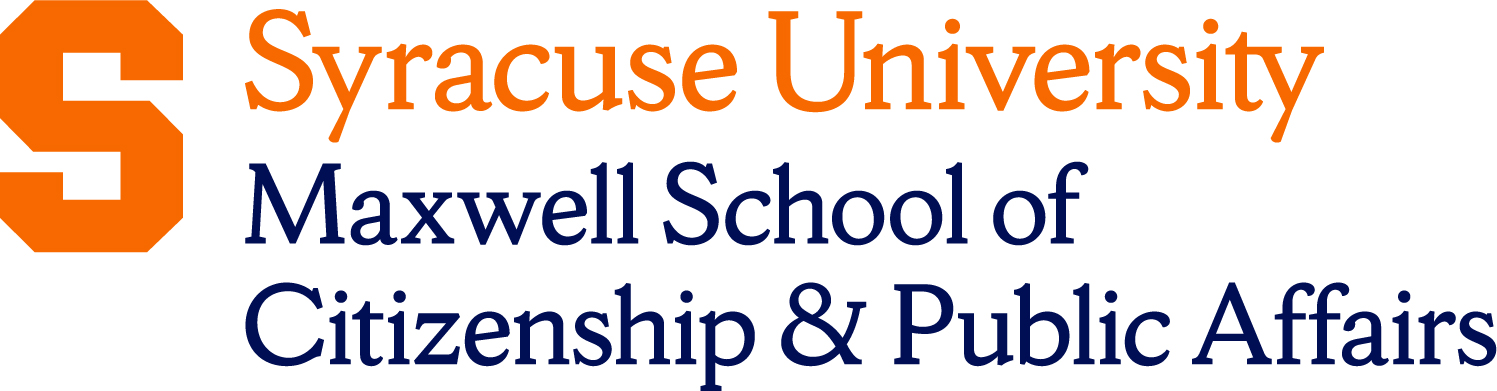 S
Syracuse University
Maxwell School of
Citizenship & Public Affairs